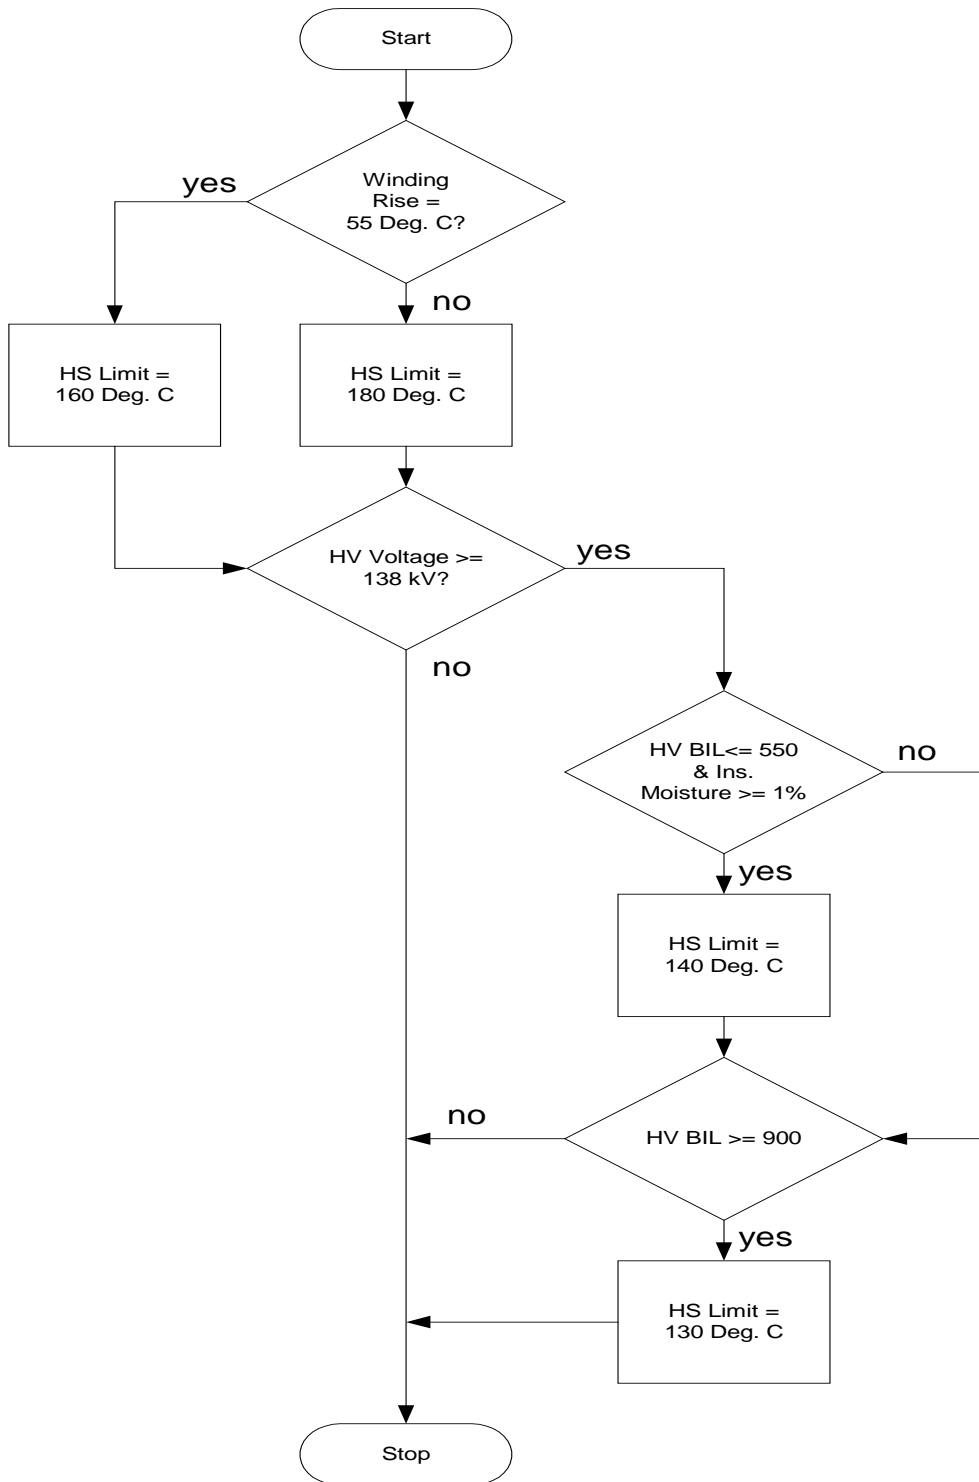 Start
Winding
Rise =
55 Deg. C?
yes
no
HS Limit =
160 Deg. C
HS Limit =
180 Deg. C
HV Voltage >=
138 kV?
yes
no
HV BIL<= 550
& Ins.
Moisture >= 1%
no
yes
HS Limit =
140 Deg. C
HV BIL >= 900
no
yes
HS Limit =
130 Deg. C
Stop